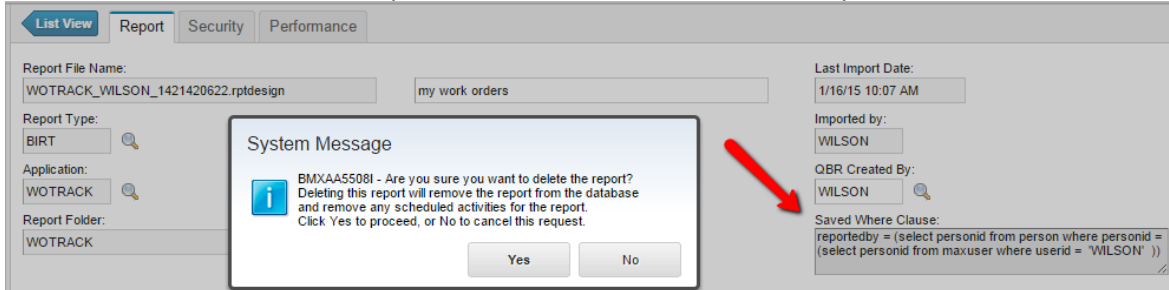 List View Report Security Performance
Report File Name:
WOTRACK_WILSON_1421420622.rptdesign
my work orders
Report Type:
BIRT
Application:
WOTRACK
Report Folder:
WOTRACK
System Message
BMXAA5508I - Are you sure you want to delete the report?
Deleting this report will remove the report from the database
and remove any scheduled activities for the report.
Click Yes to proceed, or No to cancel this request.
Yes No
Last Import Date:
1/16/15 10:07 AM
Imported by:
WILSON
QBR Created By:
WILSON
Saved Where Clause:
reportedby = (select personid from person where personid =
(select personid from maxuser where userid = 'WILSON' ))